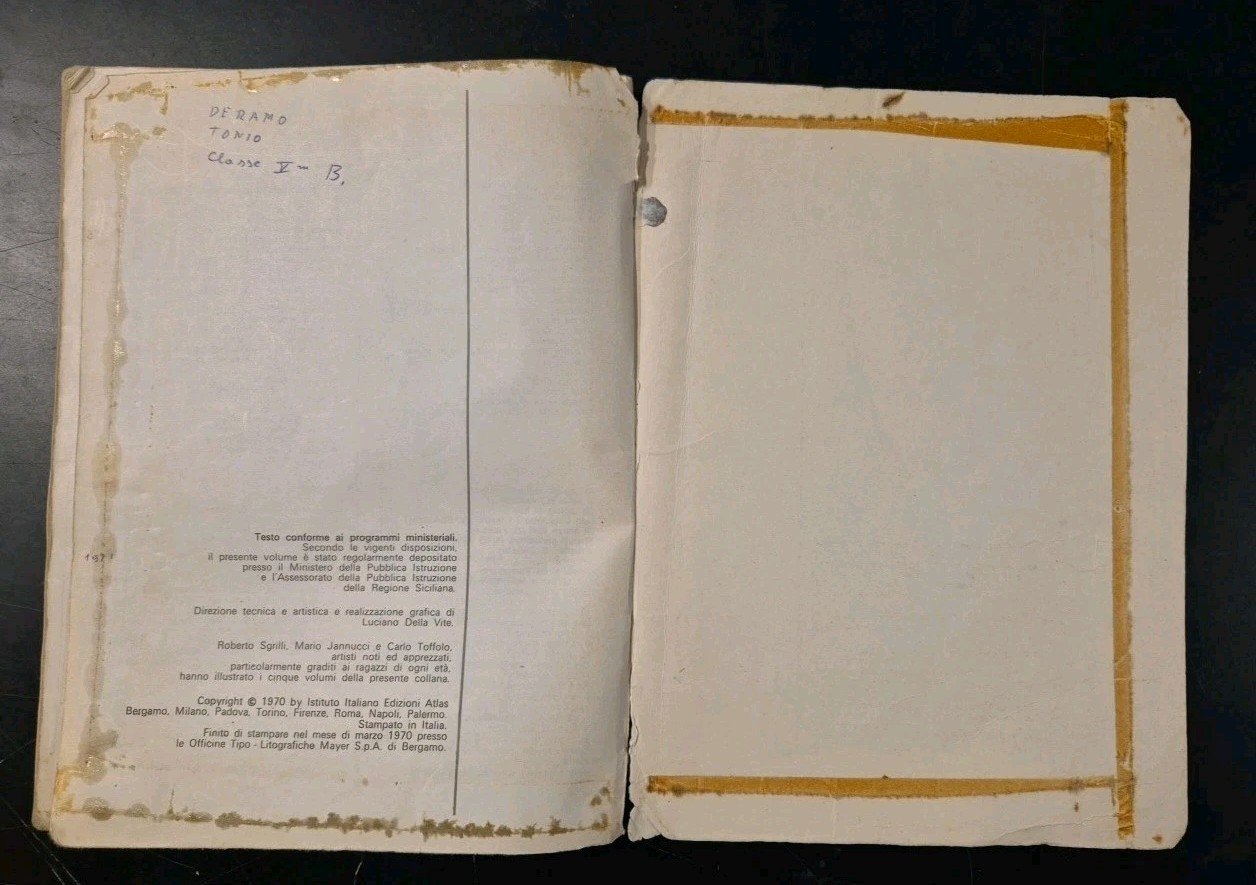 DERAMO
TONIO
Classe V - B.
Testo conforme ai programmi ministeriali.
Secondo le vigenti disposizioni,
il presente volume è stato regolarmente depositato
presso il Ministero della Pubblica Istruzione
e l'Assessorato della Pubblica Istruzione
della Regione Siciliana.
Direzione tecnica e artistica e realizzazione grafica di
Luciano Della Vite.
Roberto Sgrilli, Mario Jannucci e Carlo Toffolo,
artisti noti ed apprezzati,
particolarmente graditi ai ragazzi di ogni età,
hanno illustrato i cinque volumi della presente collana.
Copyright © 1970 by Istituto Italiano Edizioni Atlas
Bergamo, Milano, Padova, Torino, Firenze, Roma, Napoli, Palermo.
Stampato in Italia.
Finito di stampare nel mese di marzo 1970 presso
le Officine Tipo - Litografiche Mayer S.p.A. di Bergamo.